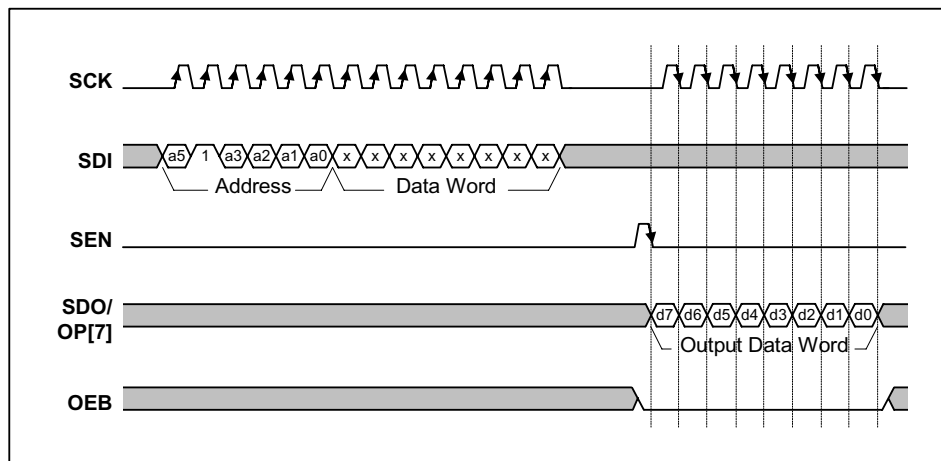 SCK
SDI a5 1 a3 a2 a1 a0 x x x x x x x x
Address Data Word
SEN
SDO/
OP[7] d7 d6 d5 d4 d3 d2 d1 d0
Output Data Word
OEB